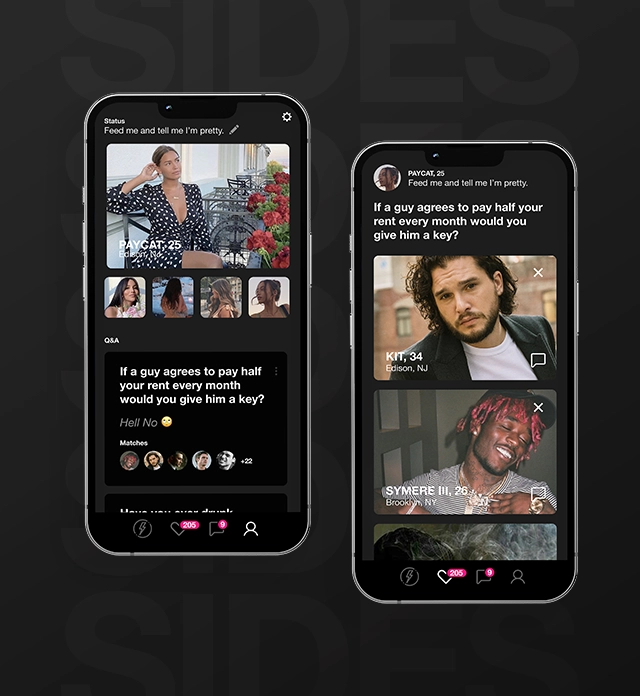 SIDES
Status
Feed me and tell me I'm pretty.
PAYCAT, 25
Edison, NJ
Q&A
If a guy agrees to pay half
your rent every month
would you give him a key?
Hell No
Matches
+22
Have you ever drunk
205
9
PAYCAT, 25
Feed me and tell me I'm pretty.
If a guy agrees to pay half your
rent every month would you
give him a key?
KIT, 34
Edison, NJ
SYMERE III, 26
Brooklyn, NY
205
9
SIDES